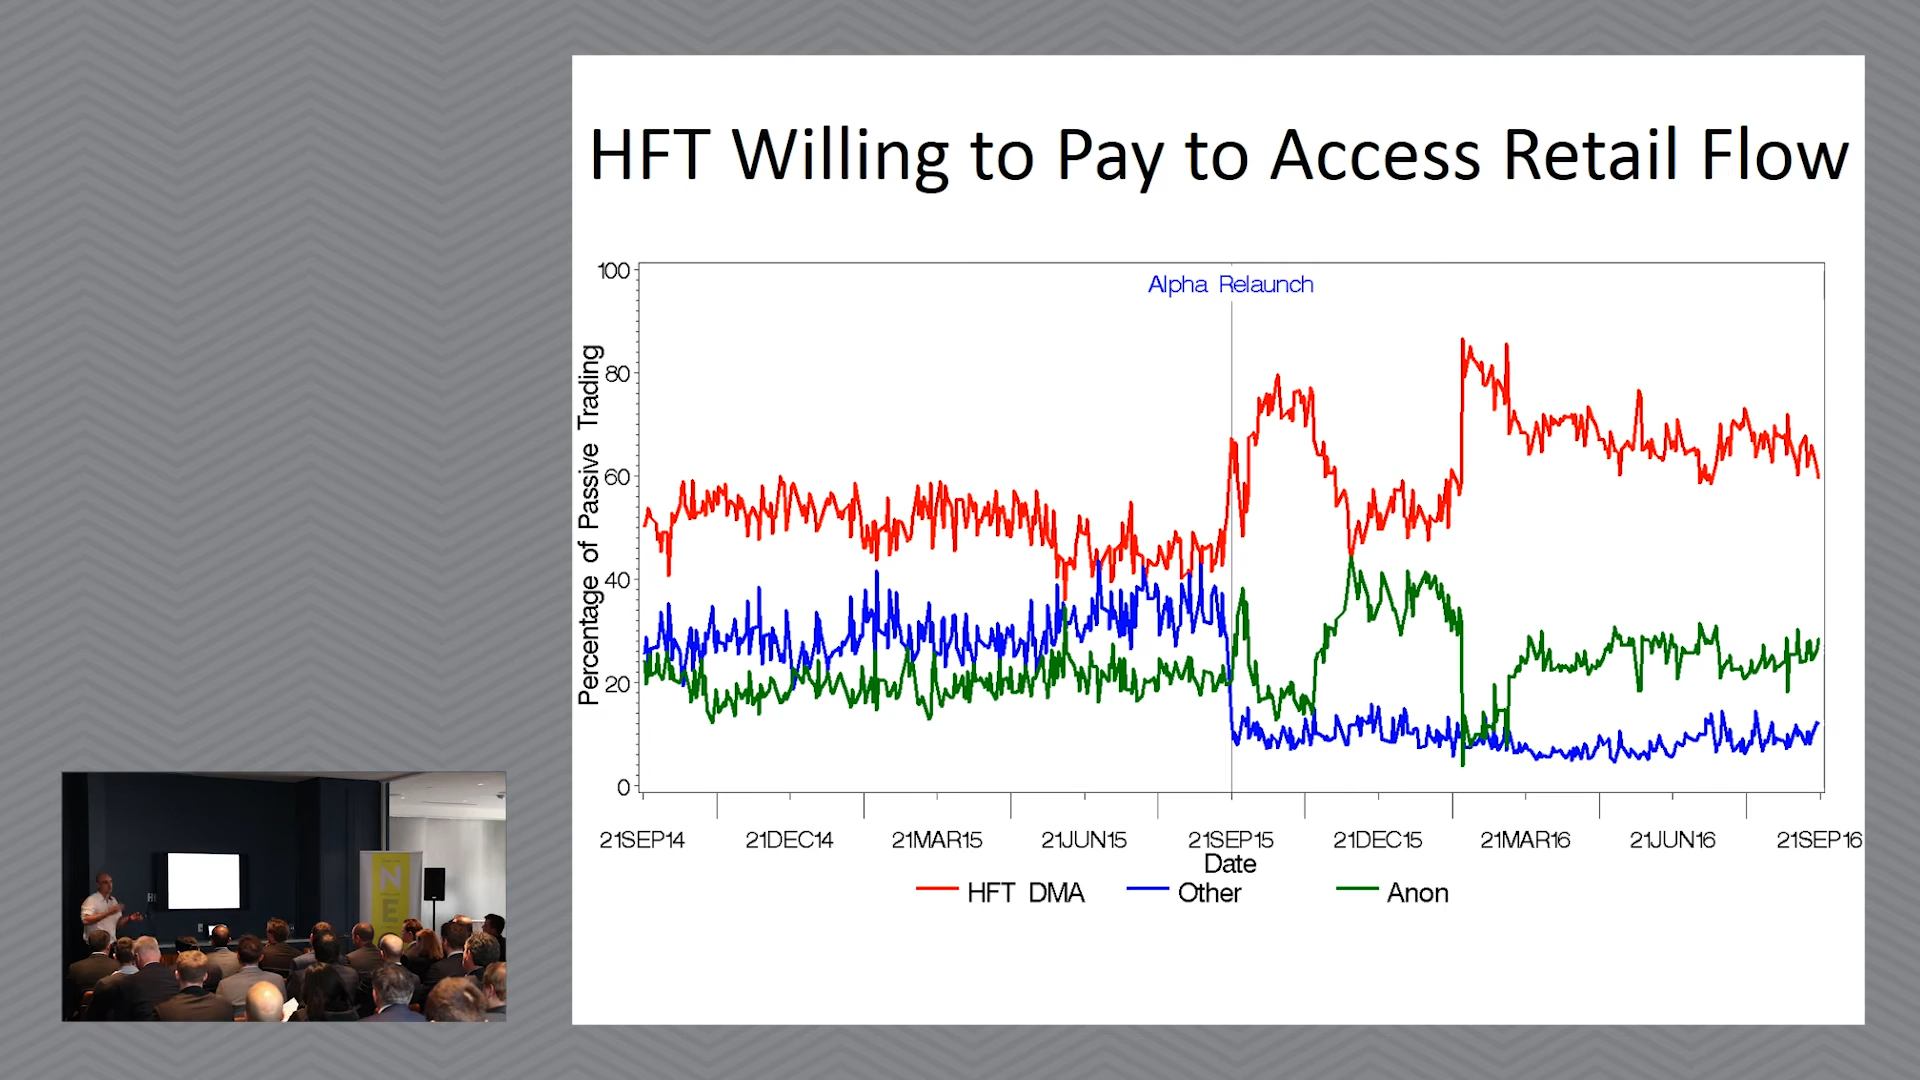 HFT Willing to Pay to Access Retail Flow
Alpha Relaunch
Percentage of Passive Trading
100
80
60
40
20
0
21SEP14 21DEC14 21MAR15 21JUN15 21SEP15 21DEC15 21MAR16 21JUN16 21SEP16
Date
HFT DMA Other Anon
N
E